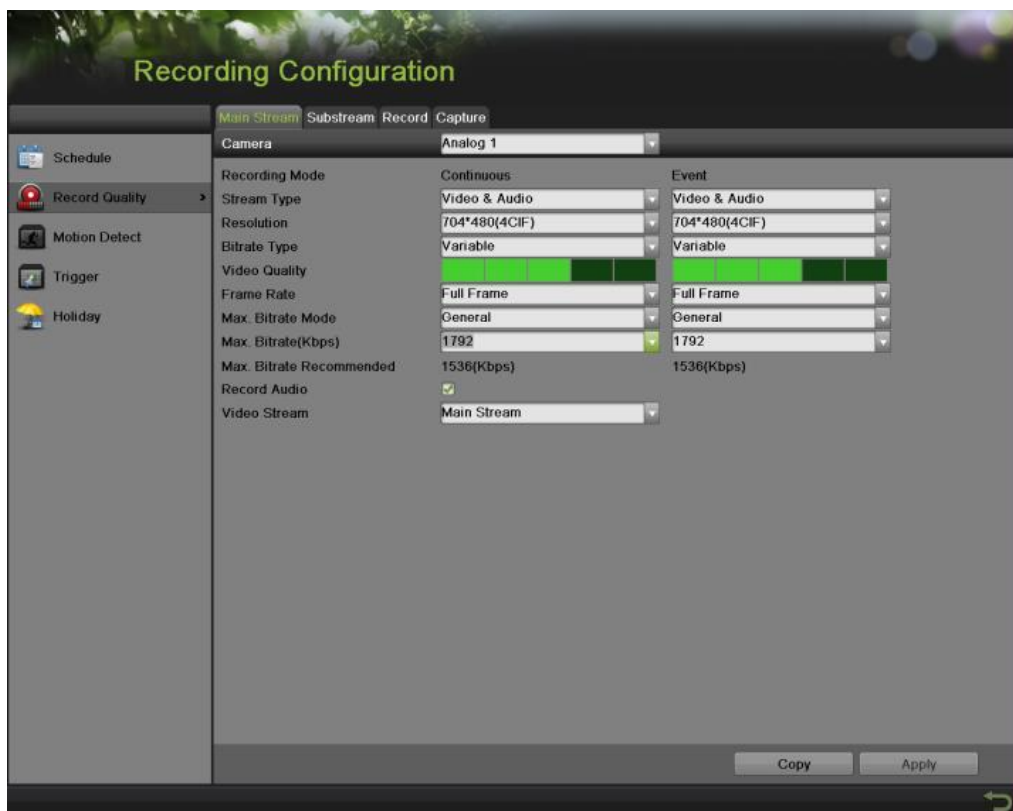 Recording Configuration
Main Stream Substream Record Capture
Camera Analog 1
Schedule
Record Quality
Motion Detect
Trigger
Holiday
Recording Mode Continuous Event
Stream Type Video & Audio Video & Audio
Resolution 704*480(4CIF) 704*480(4CIF)
Bitrate Type Variable Variable
Video Quality
Frame Rate Full Frame Full Frame
Max. Bitrate Mode General General
Max. Bitrate(Kbps) 1792 1792
Max. Bitrate Recommended 1536(Kbps) 1536(Kbps)
Record Audio
Video Stream Main Stream
Copy Apply